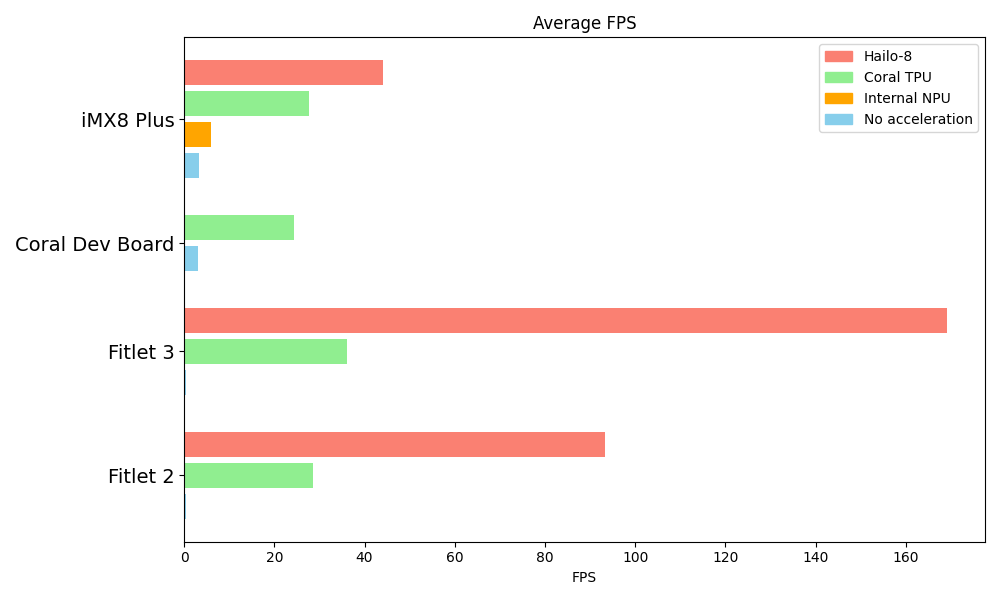 Average FPS
Hailo-8
Coral TPU
Internal NPU
No acceleration
iMX8 Plus
Coral Dev Board
Fitlet 3
Fitlet 2
0 20 40 60 80 100 120 140 160
FPS